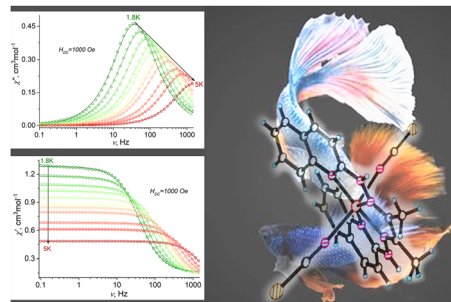 1.8K
H_DC=1000 Oe
5K
χ'', cm³mol⁻¹
0.45
0.30
0.15
0.00
0.1 1 10 100 1000
ν, Hz
1.8K
H_DC=1000 Oe
5K
χ', cm³mol⁻¹
1.2
0.9
0.6
0.3
0.1 1 10 100 1000
ν, Hz